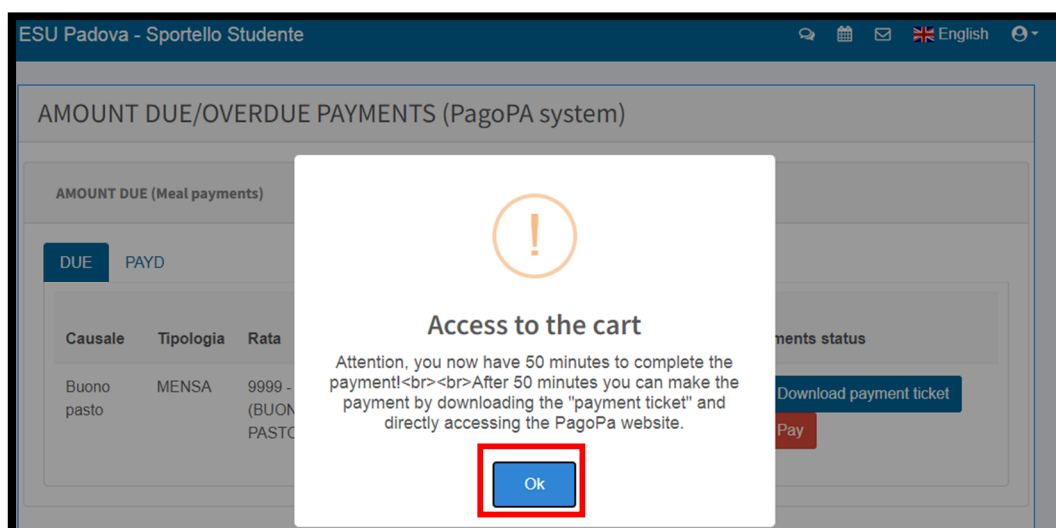 ESU Padova - Sportello Studente
English
AMOUNT DUE/OVERDUE PAYMENTS (PagoPA system)
AMOUNT DUE (Meal payments)
DUE PAYD
Causale Tipologia Rata
Buono pasto
MENSA
9999 -
(BUON
PASTO
Access to the cart
Attention, you now have 50 minutes to complete the
payment!<br><br>After 50 minutes you can make the
payment by downloading the "payment ticket" and
directly accessing the PagoPa website.
Ok
ments status
Download payment ticket
Pay